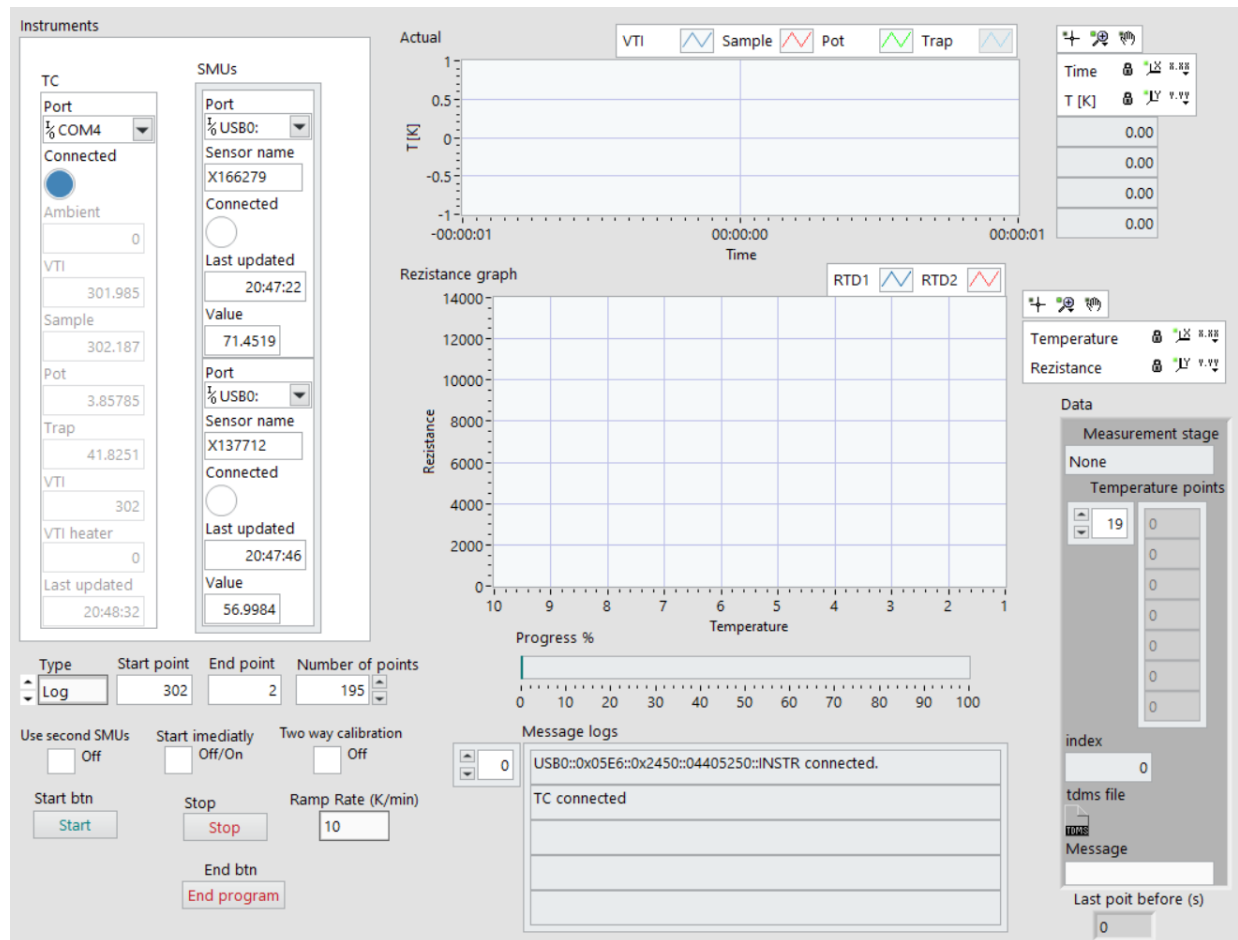 Instruments
TC
Port
COM4
Connected
Ambient
0
VTI
301.985
Sample
302.187
Pot
3.85785
Trap
41.8251
VTI
302
VTI heater
0
Last updated
20:48:32
SMUs
Port
USB0:
Sensor name
X166279
Connected
Last updated
20:47:22
Value
71.4519
Port
USB0:
Sensor name
X137712
Connected
Last updated
20:47:46
Value
56.9984
Actual
VTI Sample Pot Trap
1
0.5
0
-0.5
-1
T [K]
-00:00:01 00:00:00 00:00:01
Time
Time X.XX
T [K] Y.YY
0.00
0.00
0.00
0.00
Rezistance graph
RTD1 RTD2
14000
12000
10000
8000
6000
4000
2000
0
Rezistance
10 9 8 7 6 5 4 3 2 1
Temperature
Temperature X.XX
Rezistance Y.YY
Progress %
0 10 20 30 40 50 60 70 80 90 100
Type Start point End point Number of points
Log 302 2 195
Use second SMUs Start imediatly Two way calibration
Off Off/On Off
Start btn Stop Ramp Rate (K/min)
Start Stop 10
End btn
End program
Message logs
0
USB0::0x05E6::0x2450::04405250::INSTR connected.
TC connected
Data
Measurement stage
None
Temperature points
19
0
0
0
0
0
0
0
index
0
tdms file
TDMS
Message
Last poit before (s)
0